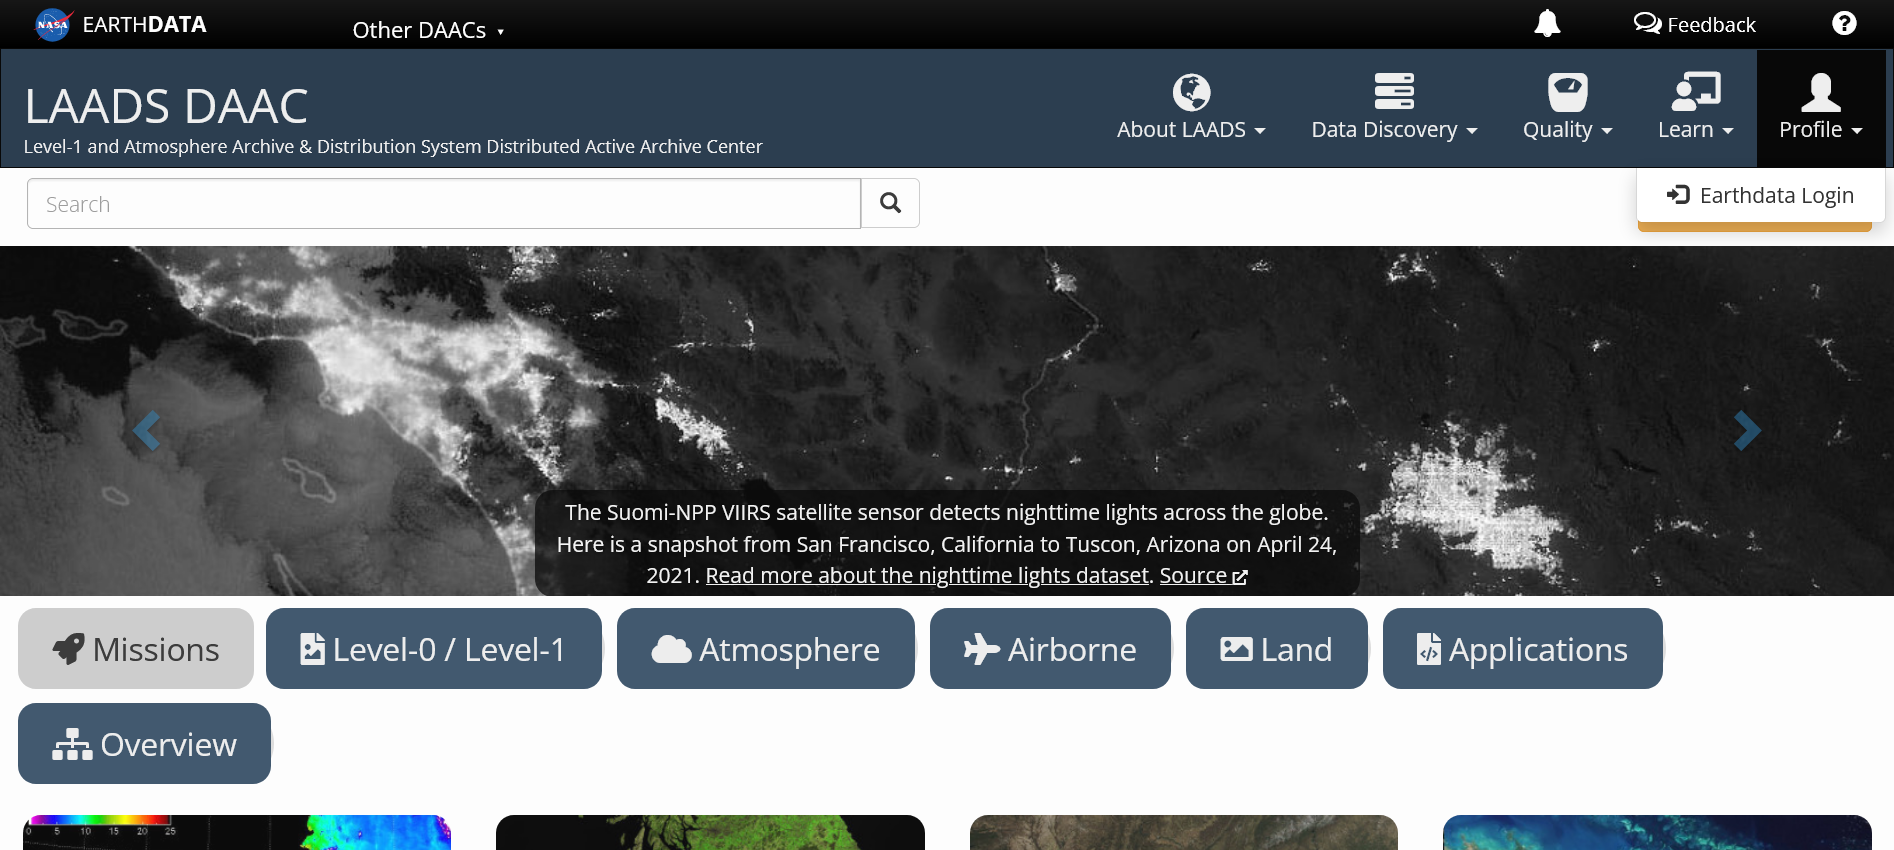 NASA EARTHDATA
Other DAACs
Feedback
LAADS DAAC
Level-1 and Atmosphere Archive & Distribution System Distributed Active Archive Center
About LAADS
Data Discovery
Quality
Learn
Profile
Search
Earthdata Login
The Suomi-NPP VIIRS satellite sensor detects nighttime lights across the globe.
Here is a snapshot from San Francisco, California to Tuscon, Arizona on April 24,
2021. Read more about the nighttime lights dataset. Source
Missions
Level-0 / Level-1
Atmosphere
Airborne
Land
Applications
Overview
0 5 10 15 20 25